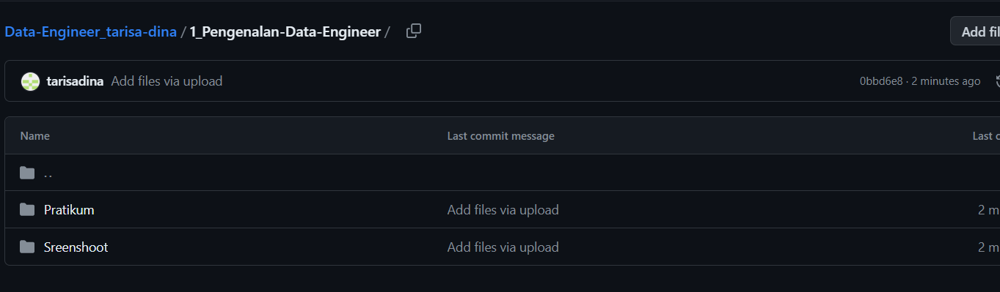 Data-Engineer_tarisa-dina / 1_Pengenalan-Data-Engineer / Add fil
tarisadina Add files via upload 0bbd6e8 · 2 minutes ago
Name Last commit message Last c
..
Pratikum Add files via upload 2 m
Sreenshoot Add files via upload 2 m